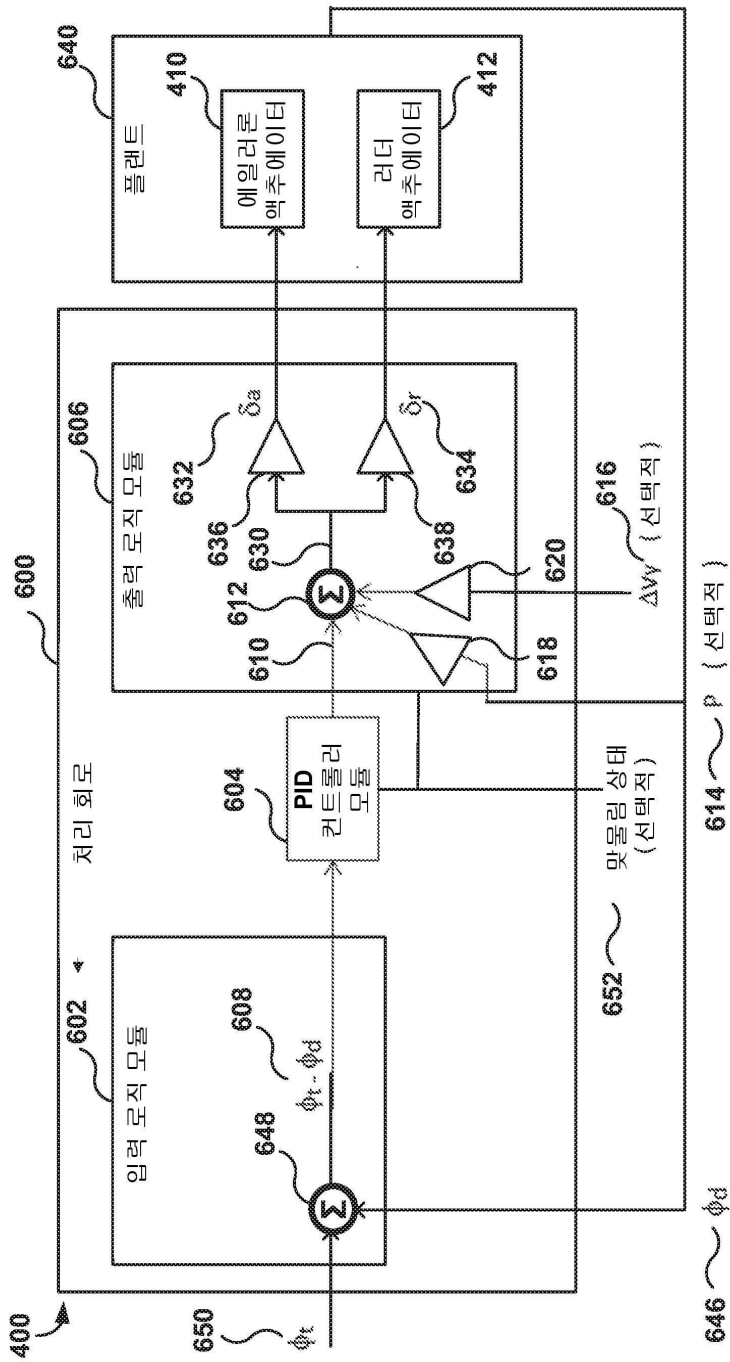 400
600
처리 회로
602
입력 로직 모듈
650
ϕt
648
ϕt - ϕd
608
604
PID
컨트롤러
모듈
606
출력 로직 모듈
610
612
630
632
δa
636
638
634
δr
618
620
640
플랜트
410
에일러론
액추에이터
412
러더
액추에이터
616
ΔVy (선택적)
614
p (선택적)
652
맞물림 상태
(선택적)
646
ϕd
Σ
Σ